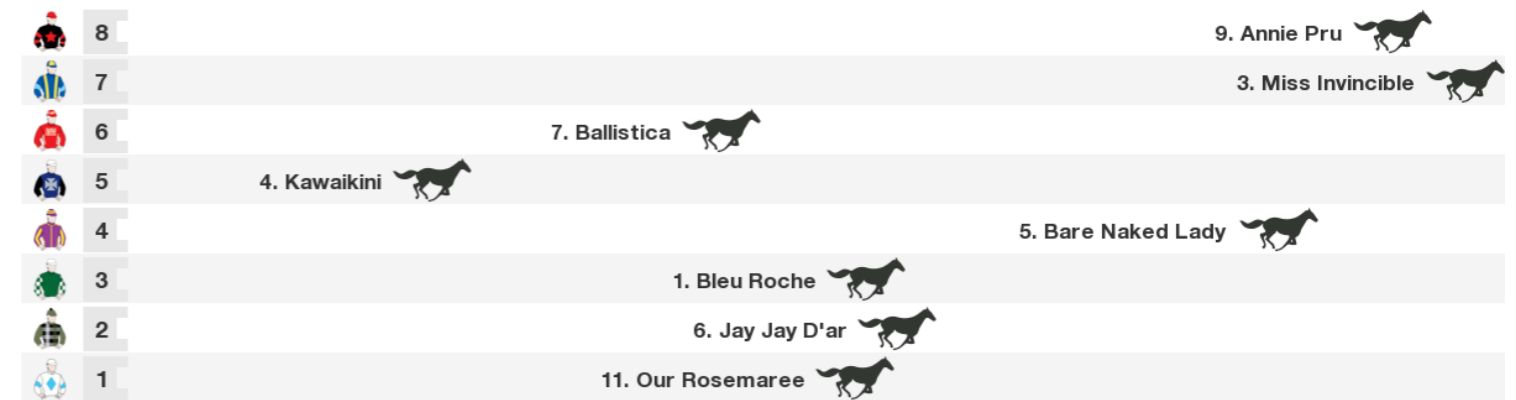 8 9. Annie Pru
7 3. Miss Invincible
6 7. Ballistica
5 4. Kawaikini
4 5. Bare Naked Lady
3 1. Bleu Roche
2 6. Jay Jay D'ar
1 11. Our Rosemaree